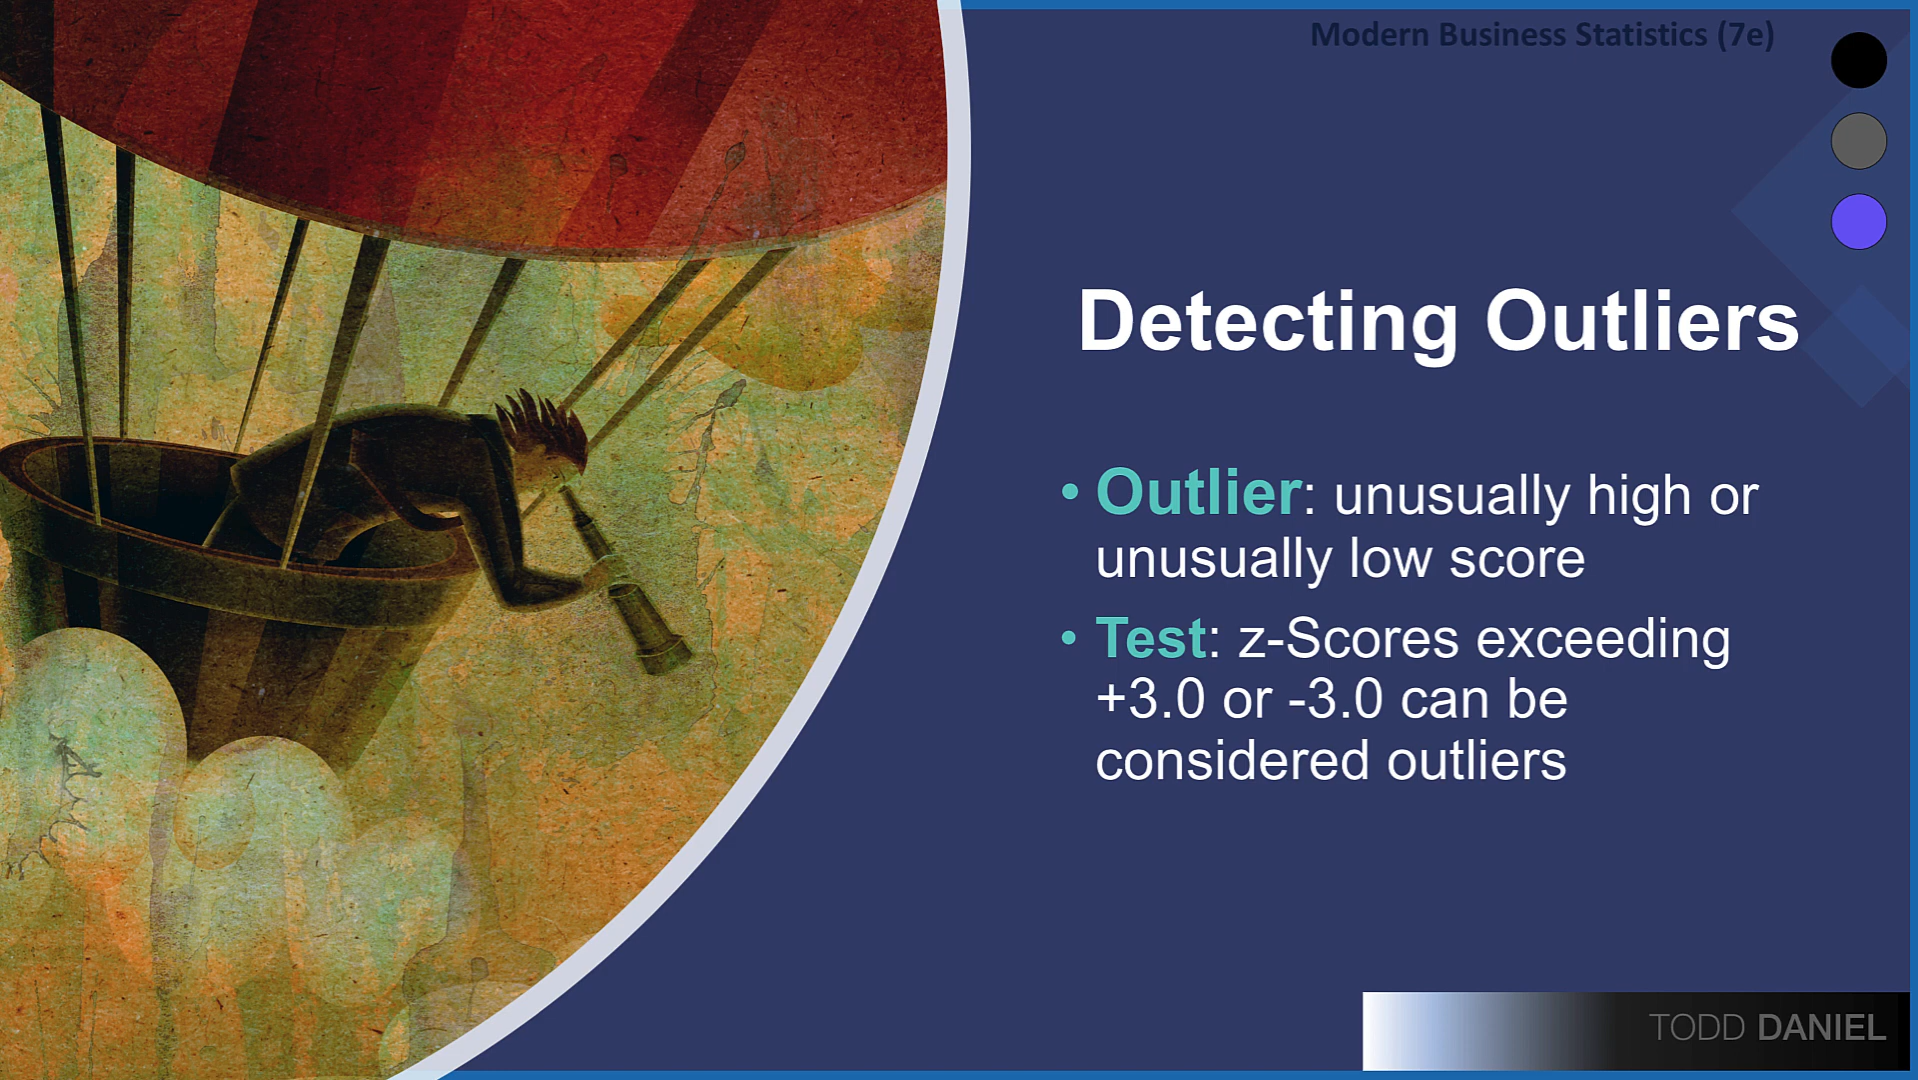 Modern Business Statistics (7e)
Detecting Outliers
• Outlier: unusually high or
unusually low score
• Test: z-Scores exceeding
+3.0 or -3.0 can be
considered outliers
TODD DANIEL